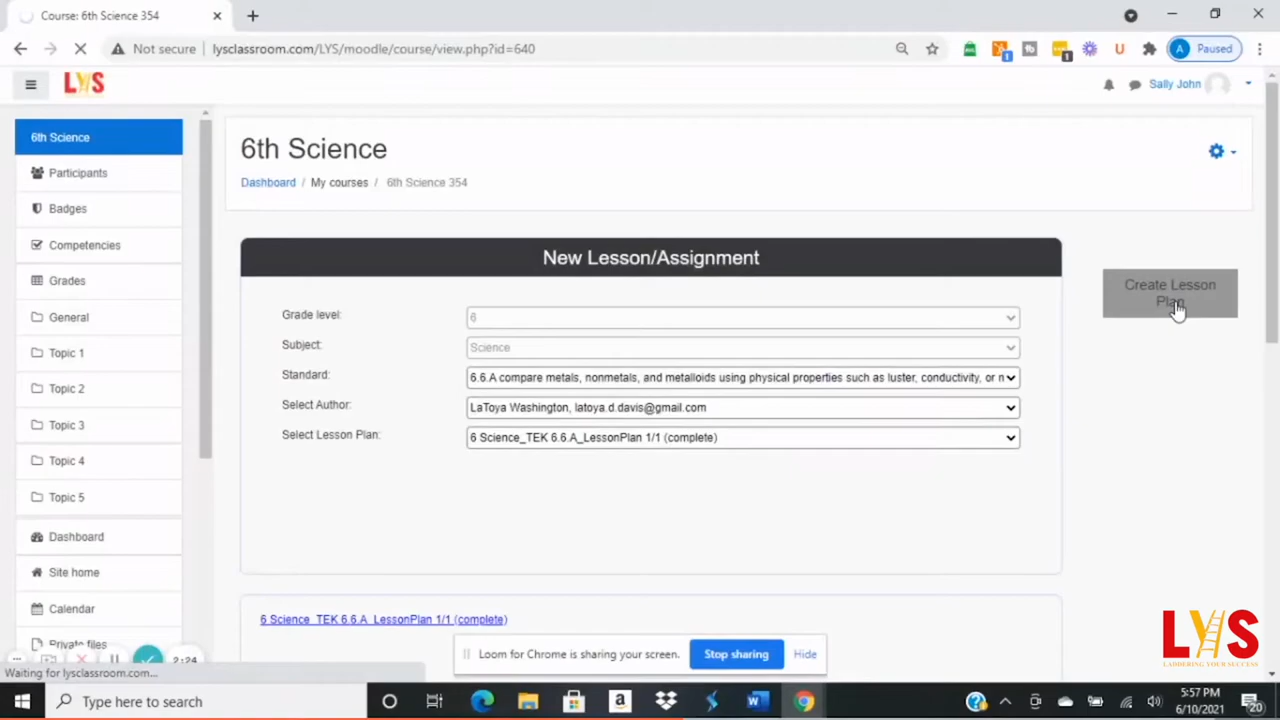 Course: 6th Science 354
Not secure
lysclassroom.com/LYS/moodle/course/view.php?id=640
1
1
A Paused
LYS
Sally John
6th Science
Participants
Badges
Competencies
Grades
General
Topic 1
Topic 2
Topic 3
Topic 4
Topic 5
Dashboard
Site home
Calendar
Private files
6th Science
Dashboard / My courses / 6th Science 354
New Lesson/Assignment
Grade level: 6
Subject: Science
Standard: 6.6.A compare metals, nonmetals, and metalloids using physical properties such as luster, conductivity, or n
Select Author: LaToya Washington, latoya.d.davis@gmail.com
Select Lesson Plan: 6 Science_TEK 6.6.A_LessonPlan 1/1 (complete)
Create Lesson
Plan
6 Science_TEK 6.6.A_LessonPlan 1/1 (complete)
Loom for Chrome is sharing your screen. Stop sharing Hide
2:24
Waiting for lysclassroom.com...
LYS
LADDERING YOUR SUCCESS
Type here to search
5:57 PM
6/10/2021
20